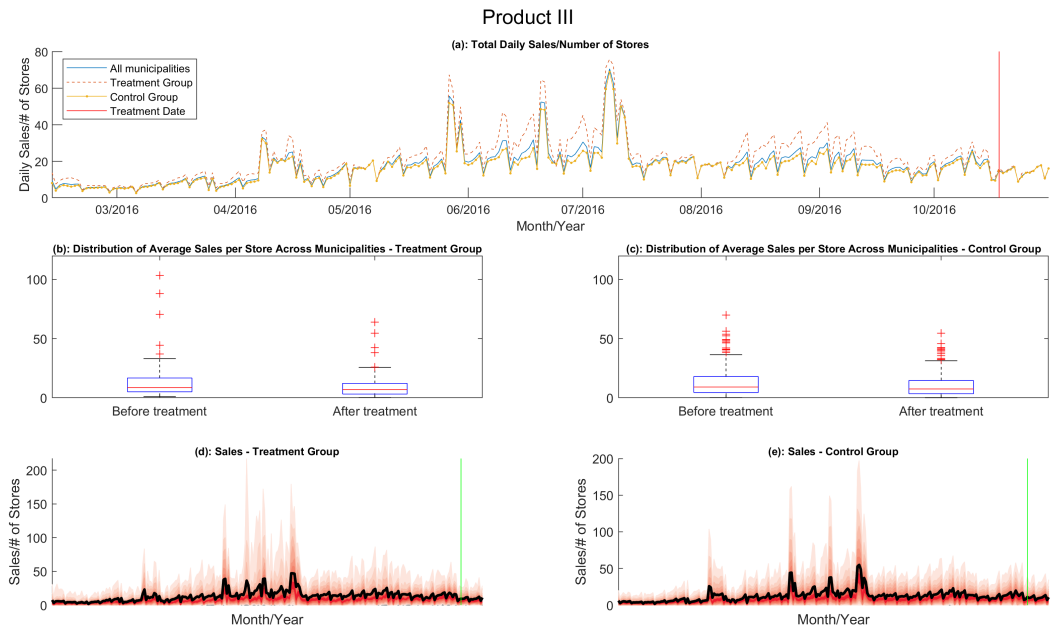 Product III
(a): Total Daily Sales/Number of Stores
Daily Sales/# of Stores
80
60
40
20
0
All municipalities
Treatment Group
Control Group
Treatment Date
03/2016 04/2016 05/2016 06/2016 07/2016 08/2016 09/2016 10/2016
Month/Year
(b): Distribution of Average Sales per Store Across Municipalities - Treatment Group
100
50
0
Before treatment After treatment
(c): Distribution of Average Sales per Store Across Municipalities - Control Group
100
50
0
Before treatment After treatment
(d): Sales - Treatment Group
Sales/# of Stores
200
150
100
50
0
Month/Year
(e): Sales - Control Group
Sales/# of Stores
200
150
100
50
0
Month/Year